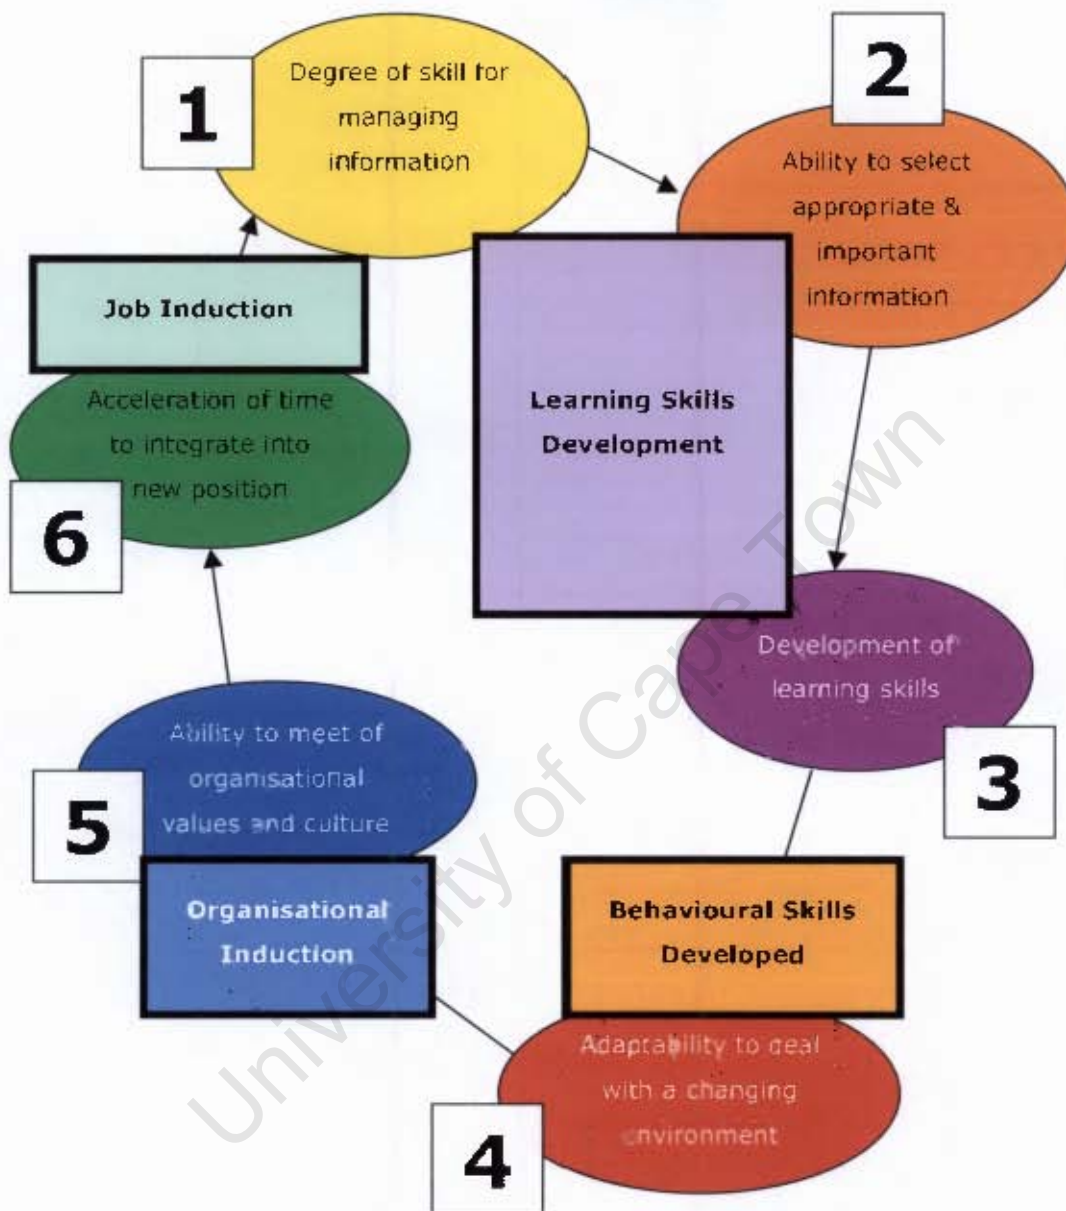 1
Degree of skill for
managing
information
2
Ability to select
appropriate &
important
information
Job Induction
Learning Skills
Development
Acceleration of time
to integrate into
new position
6
Development of
learning skills
3
Ability to meet of
organisational
values and culture
5
Organisational
Induction
Behavioural Skills
Developed
Adaptability to deal
with a changing
environment
4
University of Cape Town